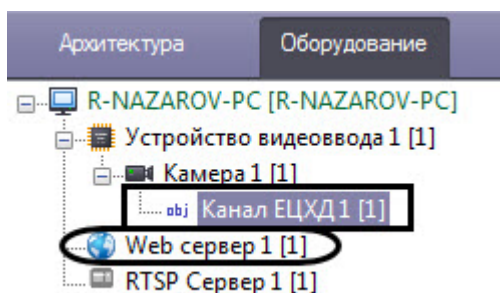 Архитектура Оборудование
R-NAZAROV-PC [R-NAZAROV-PC]
Устройство видеоввода 1 [1]
Камера 1 [1]
obj Канал ЕЦХД 1 [1]
Web сервер 1 [1]
RTSP Сервер 1 [1]